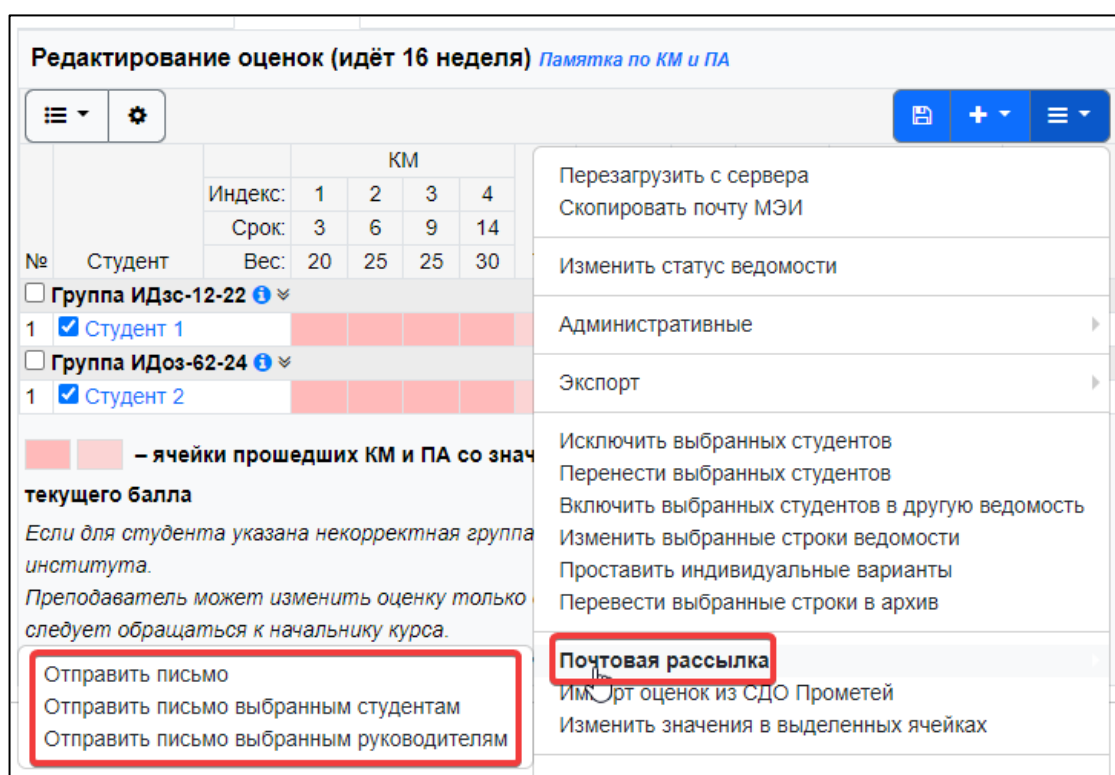 Редактирование оценок (идёт 16 неделя) Памятка по КМ и ПА
КМ
Индекс: 1 2 3 4
Срок: 3 6 9 14
№ Студент Вес: 20 25 25 30
Группа ИДзс-12-22
1 Студент 1
Группа ИДоз-62-24
1 Студент 2
– ячейки прошедших КМ и ПА со знач
текущего балла
Если для студента указана некорректная группа
института.
Преподаватель может изменить оценку только
следует обращаться к начальнику курса.
Перезагрузить с сервера
Скопировать почту МЭИ
Изменить статус ведомости
Административные
Экспорт
Исключить выбранных студентов
Перенести выбранных студентов
Включить выбранных студентов в другую ведомость
Изменить выбранные строки ведомости
Проставить индивидуальные варианты
Перевести выбранные строки в архив
Почтовая рассылка
Импорт оценок из СДО Прометей
Изменить значения в выделенных ячейках
Отправить письмо
Отправить письмо выбранным студентам
Отправить письмо выбранным руководителям